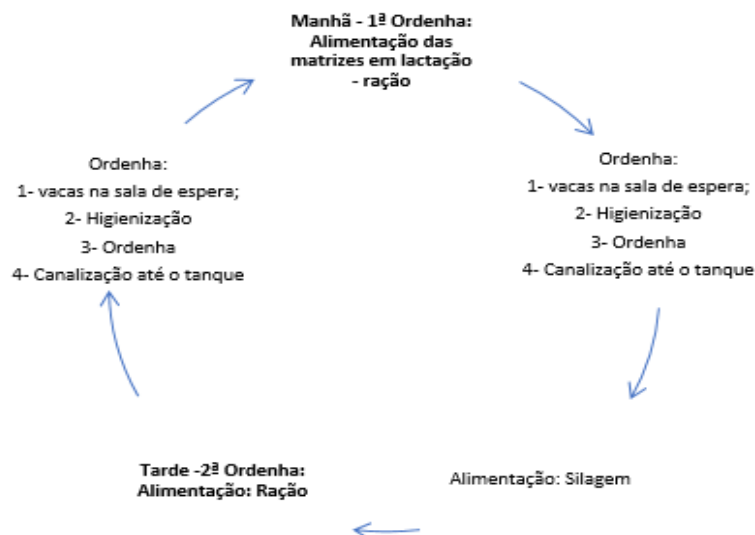 Manhã - 1ª Ordenha:
Alimentação das
matrizes em lactação
- ração
Ordenha:
1- vacas na sala de espera;
2- Higienização
3- Ordenha
4- Canalização até o tanque
Alimentação: Silagem
Tarde -2ª Ordenha:
Alimentação: Ração
Ordenha:
1- vacas na sala de espera;
2- Higienização
3- Ordenha
4- Canalização até o tanque